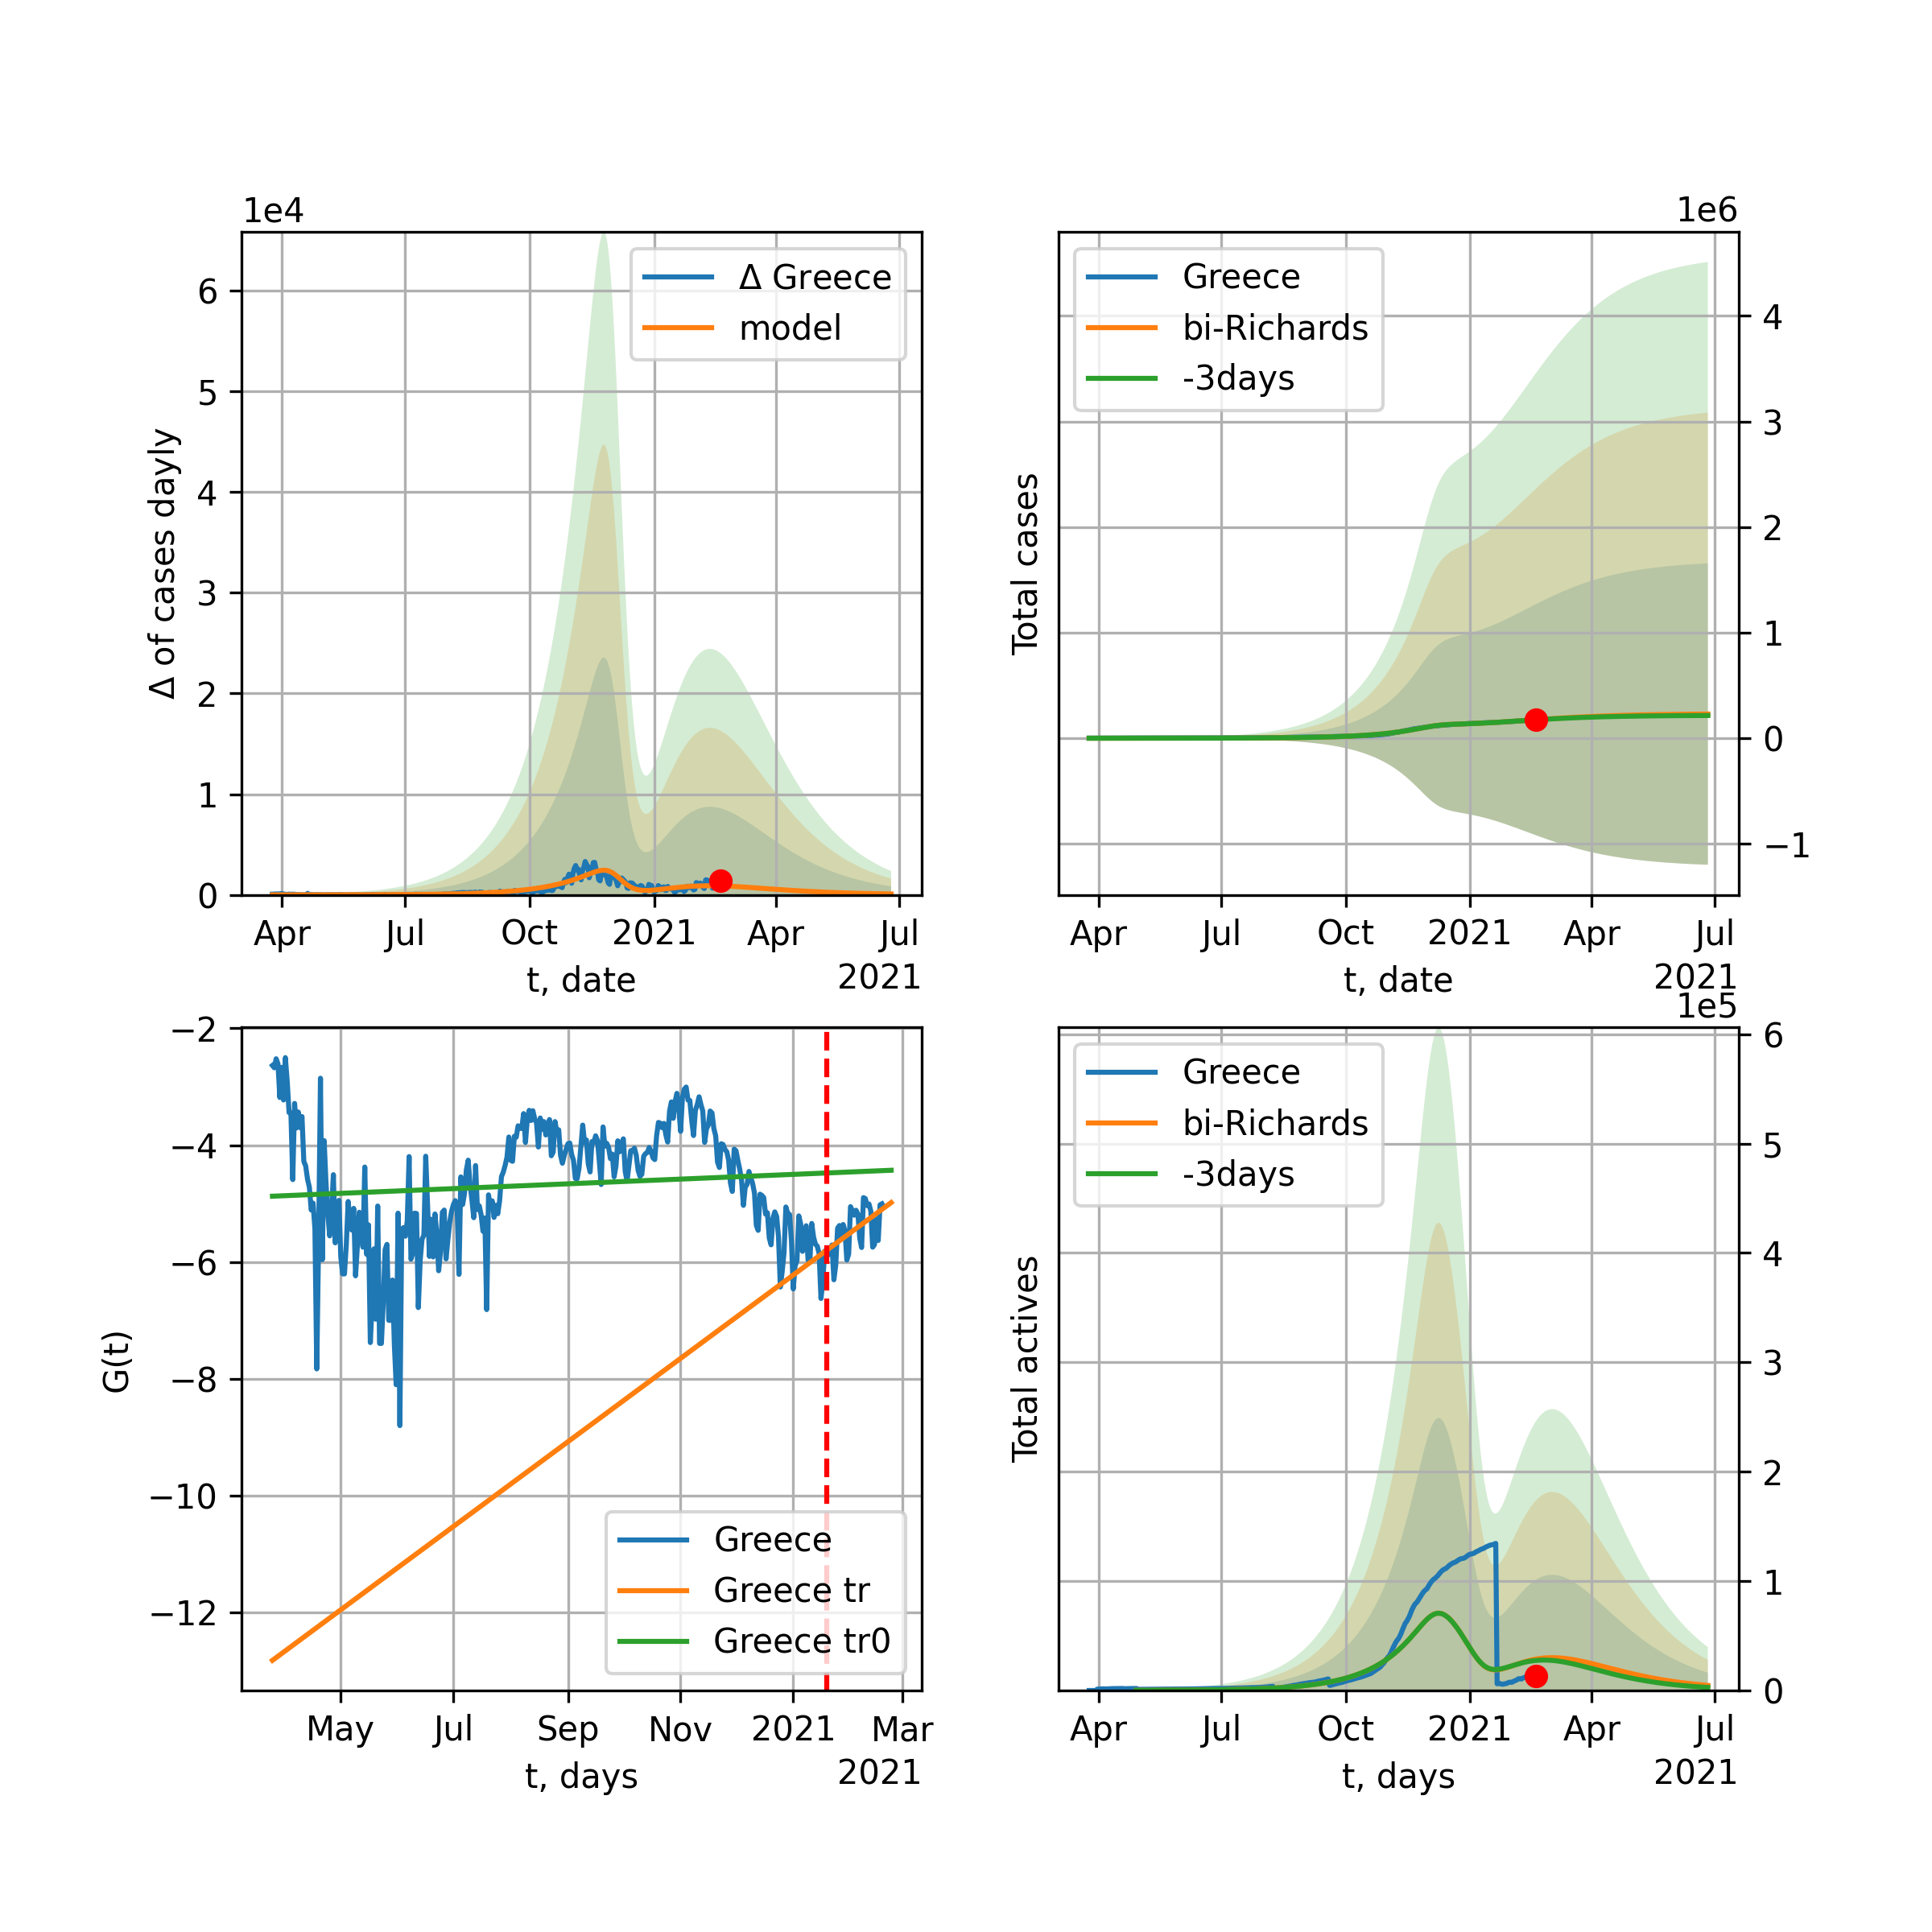 1e4
Δ of cases dayly
6
5
4
3
2
1
0
Δ Greece
model
Apr
Jul
Oct
2021
Apr
Jul
t, date
2021
1e6
Total cases
Greece
bi-Richards
-3days
4
3
2
1
0
−1
Apr
Jul
Oct
2021
Apr
Jul
t, date
2021
G(t)
−2
−4
−6
−8
−10
−12
Greece
Greece tr
Greece tr0
May
Jul
Sep
Nov
2021
Mar
t, days
2021
1e5
Total actives
Greece
bi-Richards
-3days
6
5
4
3
2
1
0
Apr
Jul
Oct
2021
Apr
Jul
t, days
2021